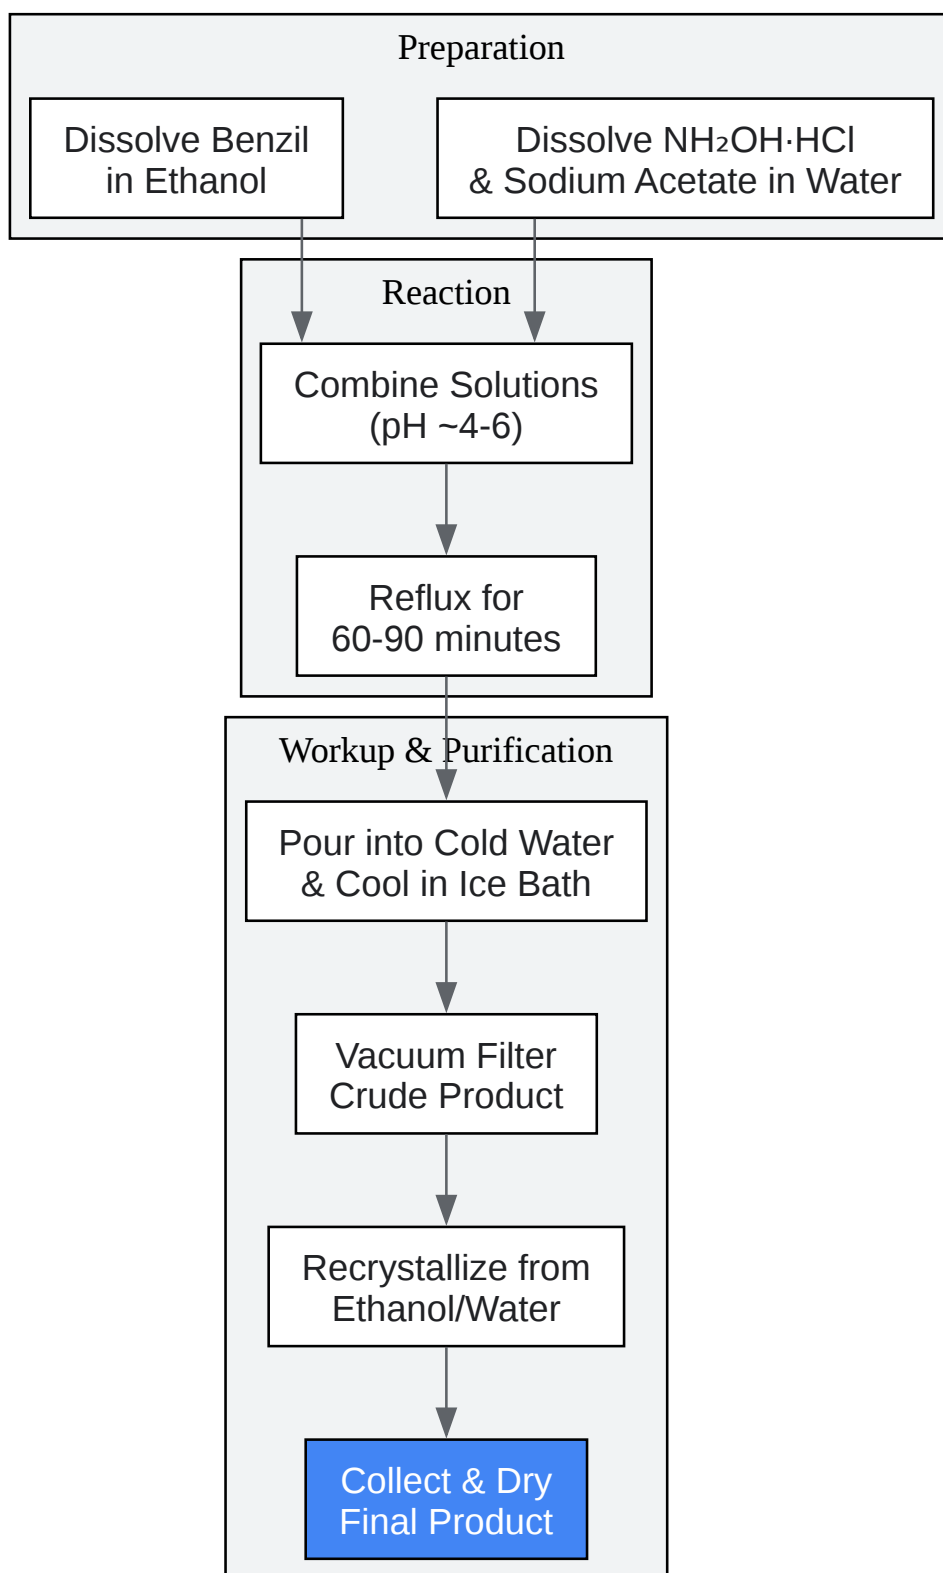 Preparation
Dissolve Benzil
in Ethanol
Dissolve NH₂OH·HCl
& Sodium Acetate in Water
Reaction
Combine Solutions
(pH ~4-6)
Reflux for
60-90 minutes
Workup & Purification
Pour into Cold Water
& Cool in Ice Bath
Vacuum Filter
Crude Product
Recrystallize from
Ethanol/Water
Collect & Dry
Final Product